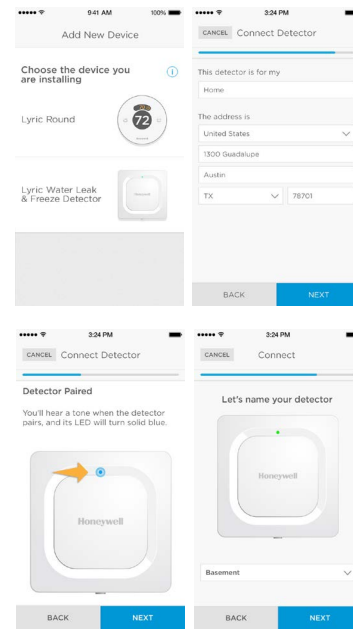 9:41 AM
100%
Add New Device
Choose the device you
are installing
Lyric Round
72
Lyric Water Leak
& Freeze Detector
Honeywell
3:24 PM
CANCEL
Connect Detector
This detector is for my
Home
The address is
United States
1300 Guadalupe
Austin
TX
78701
BACK
NEXT
3:24 PM
CANCEL
Connect Detector
Detector Paired
You'll hear a tone when the detector
pairs, and its LED will turn solid blue.
Honeywell
BACK
NEXT
3:24 PM
CANCEL
Connect
Let's name your detector
Honeywell
Basement
BACK
NEXT